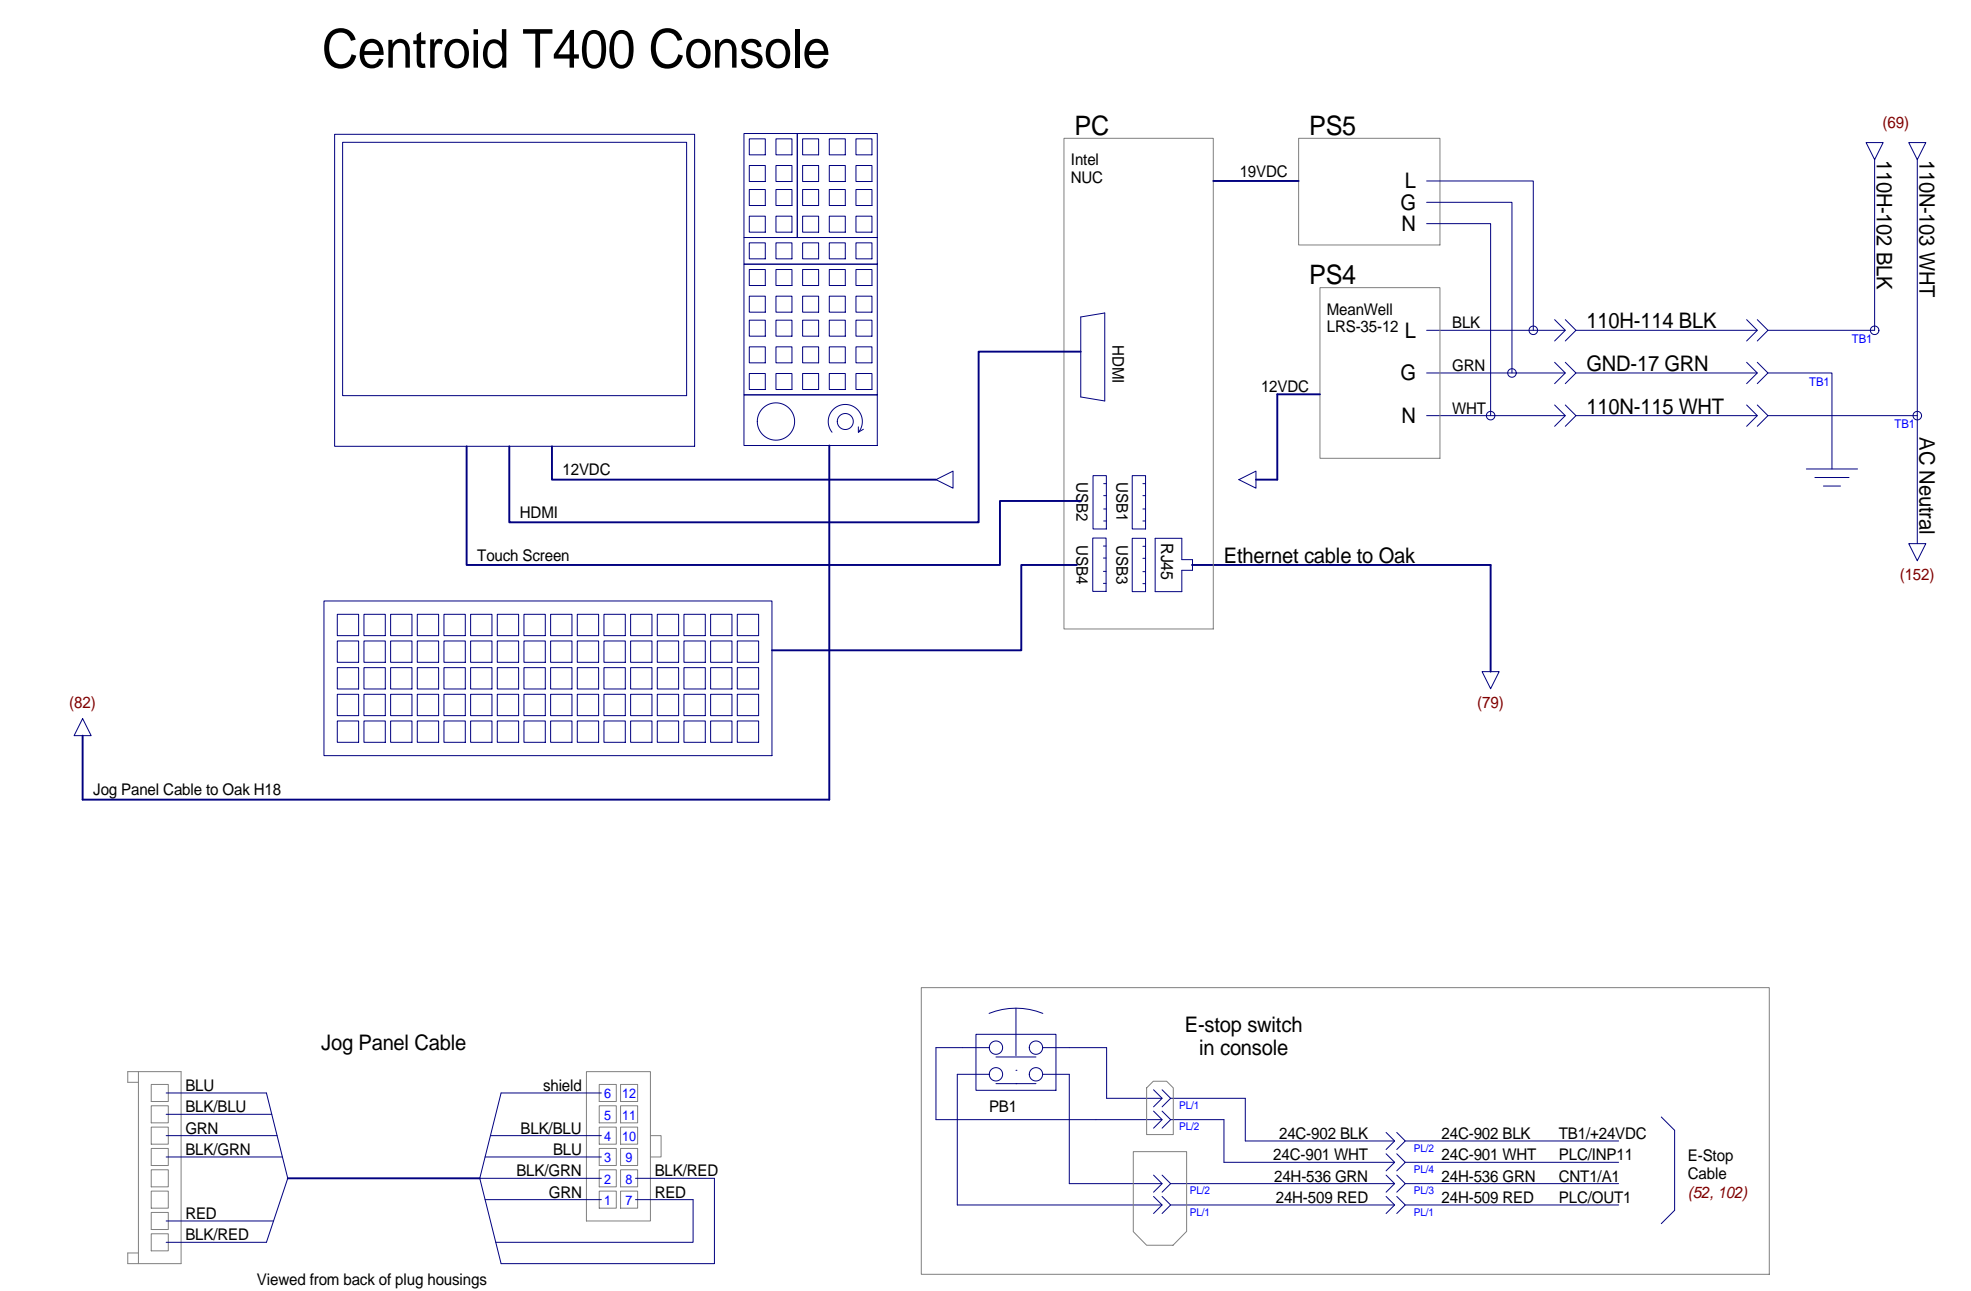 Centroid T400 Console
PC
Intel
NUC
HDMI
USB2
USB1
USB4
USB3
RJ45
19VDC
PS5
L
G
N
PS4
MeanWell
LRS-35-12
L
G
N
12VDC
BLK
GRN
WHT
110H-114 BLK
GND-17 GRN
110N-115 WHT
TB1
TB1
TB1
(69)
110H-102 BLK
110N-103 WHT
AC Neutral
(152)
12VDC
HDMI
Touch Screen
Ethernet cable to Oak
(79)
(82)
Jog Panel Cable to Oak H18
Jog Panel Cable
BLU
BLK/BLU
GRN
BLK/GRN
RED
BLK/RED
shield
BLK/BLU
BLU
BLK/GRN
GRN
6 12
5 11
4 10
3 9
2 8
1 7
BLK/RED
RED
Viewed from back of plug housings
E-stop switch
in console
PB1
PL/1
PL/2
PL/2
PL/1
24C-902 BLK PL/2 24C-902 BLK TB1/+24VDC
24C-901 WHT PL/4 24C-901 WHT PLC/INP11
24H-536 GRN PL/3 24H-536 GRN CNT1/A1
24H-509 RED PL/1 24H-509 RED PLC/OUT1
E-Stop
Cable
(52, 102)